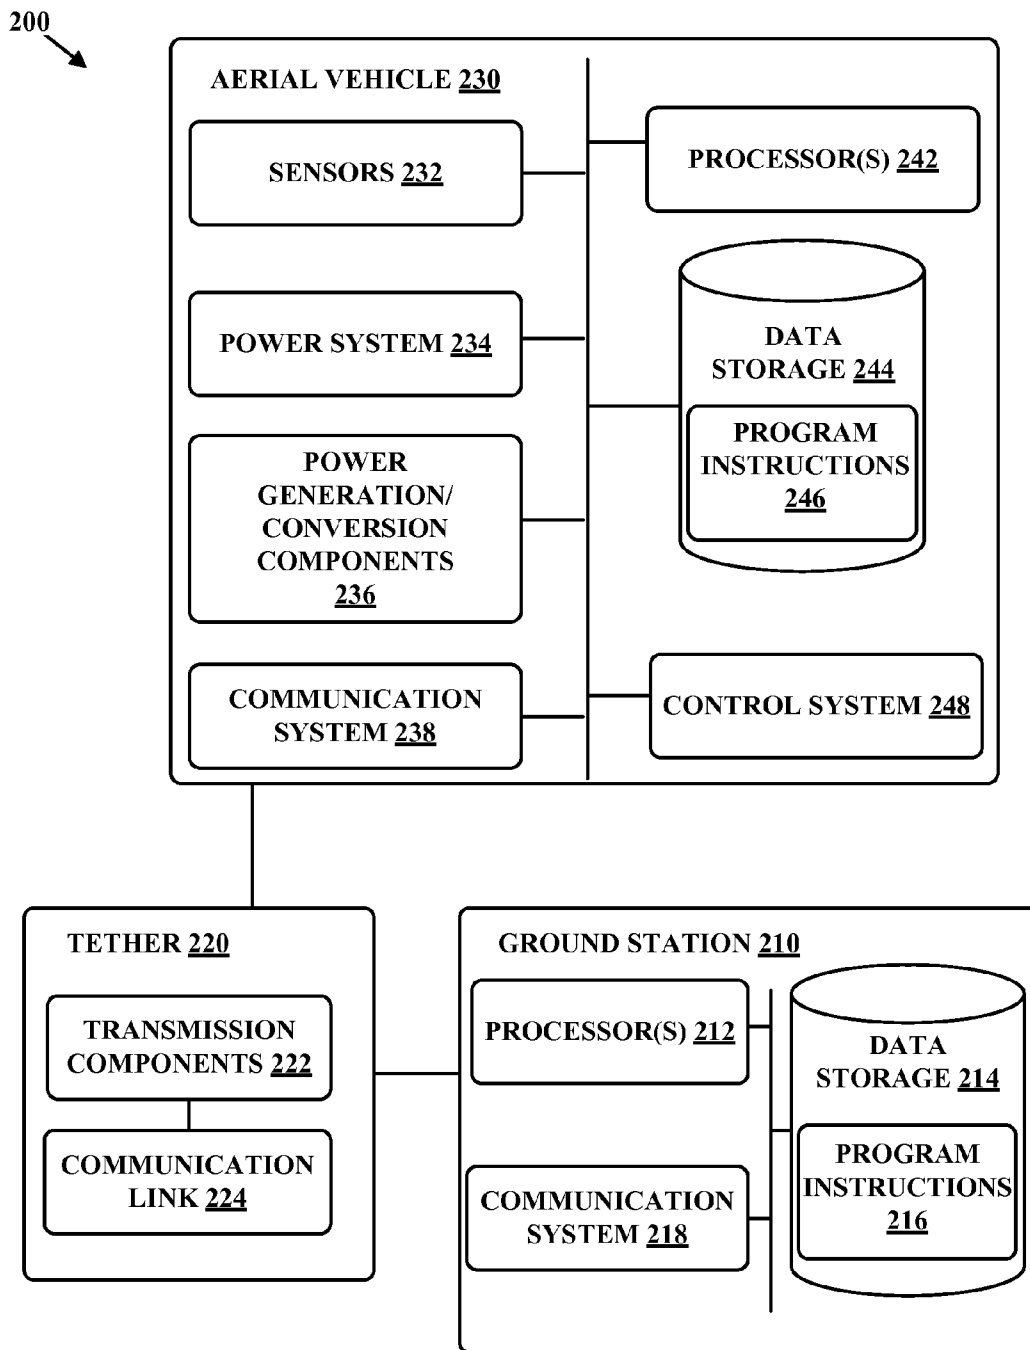 200
AERIAL VEHICLE 230
SENSORS 232
POWER SYSTEM 234
POWER
GENERATION/
CONVERSION
COMPONENTS
236
COMMUNICATION
SYSTEM 238
PROCESSOR(S) 242
DATA
STORAGE 244
PROGRAM
INSTRUCTIONS
246
CONTROL SYSTEM 248
TETHER 220
TRANSMISSION
COMPONENTS 222
COMMUNICATION
LINK 224
GROUND STATION 210
PROCESSOR(S) 212
COMMUNICATION
SYSTEM 218
DATA
STORAGE 214
PROGRAM
INSTRUCTIONS
216